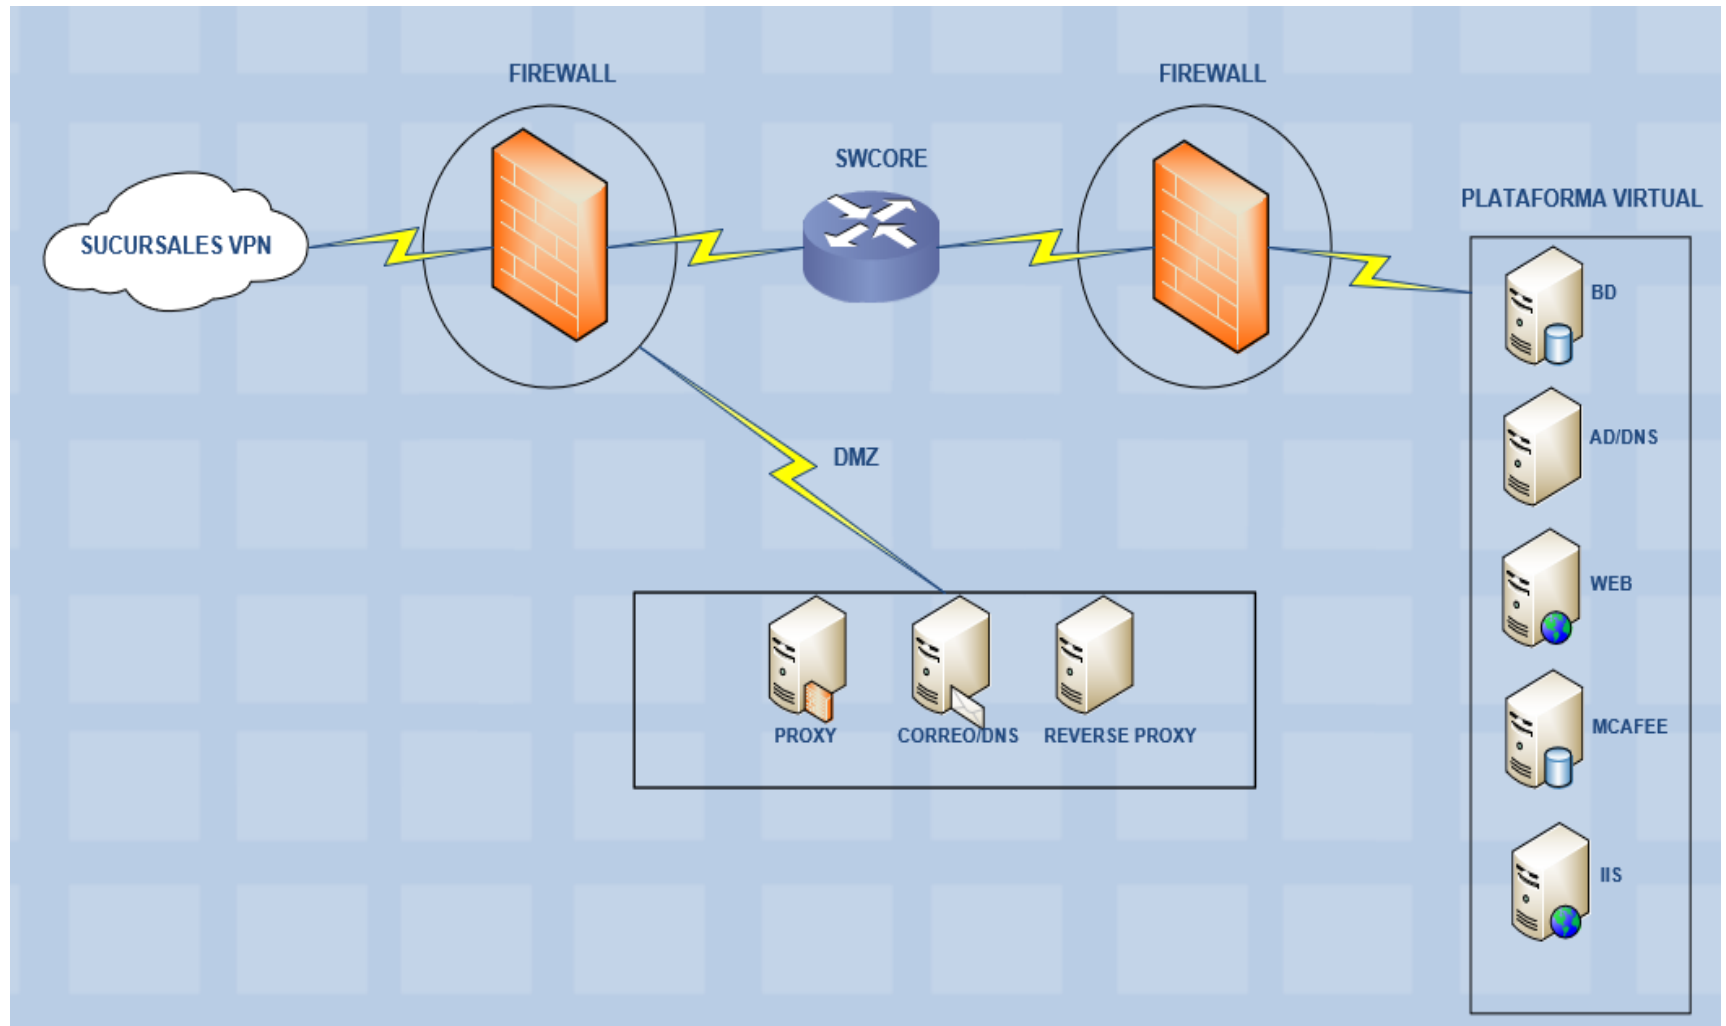 FIREWALL
FIREWALL
SWCORE
PLATAFORMA VIRTUAL
SUCURSALES VPN
BD
AD/DNS
DMZ
WEB
MCAFEE
PROXY
CORREO/DNS
REVERSE PROXY
IIS